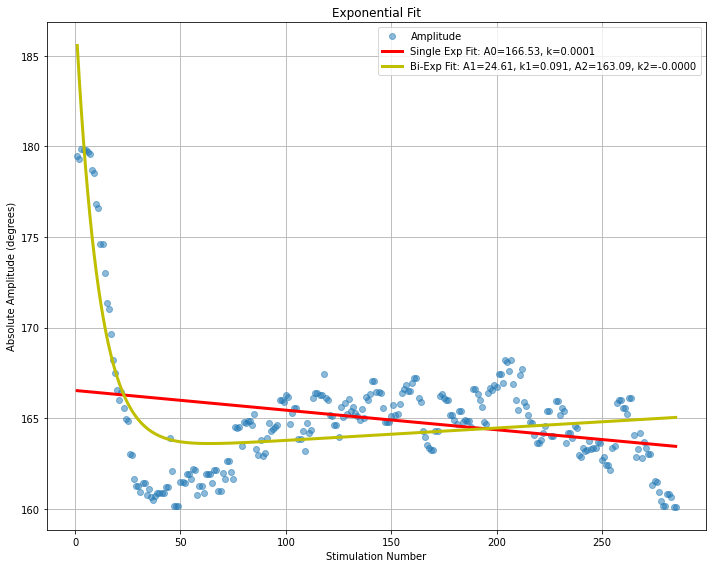 Exponential Fit
Amplitude
Single Exp Fit: A0=166.53, k=0.0001
Bi-Exp Fit: A1=24.61, k1=0.091, A2=163.09, k2=-0.0000
Absolute Amplitude (degrees)
185
180
175
170
165
160
0 50 100 150 200 250
Stimulation Number